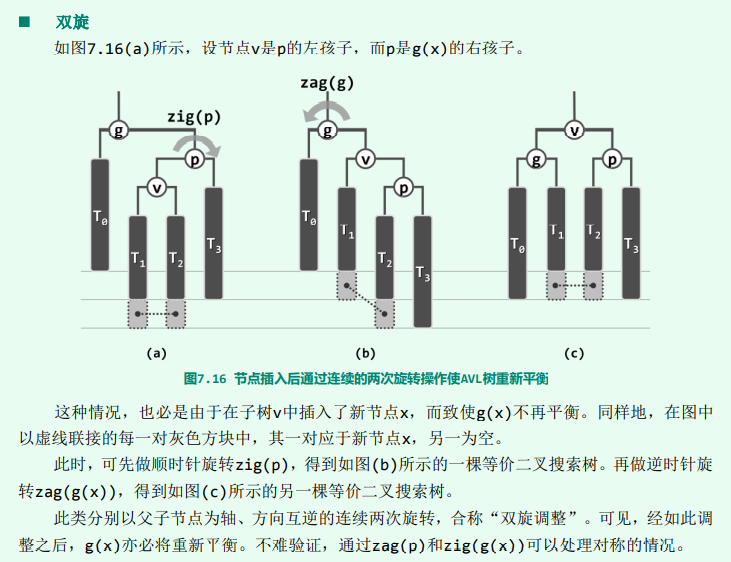 ■ 双旋
如图7.16(a)所示，设节点v是p的左孩子，而p是g(x)的右孩子。
zag(g)
zig(p)
g
g
v
p
v
g
p
v
p
T0
T1
T2
T3
T0
T1
T2
T3
T0
T1
T2
T3
(a)
(b)
(c)
图7.16 节点插入后通过连续的两次旋转操作使AVL树重新平衡
这种情况，也必是由于在子树v中插入了新节点x，而致使g(x)不再平衡。同样地，在图中
以虚线联接的每一对灰色方块中，其一对应于新节点x，另一为空。
此时，可先做顺时针旋转zig(p)，得到如图(b)所示的一棵等价二叉搜索树。再做逆时针旋
转zag(g(x))，得到如图(c)所示的另一棵等价二叉搜索树。
此类分别以父子节点为轴、方向互逆的连续两次旋转，合称“双旋调整”。可见，经如此调
整之后，g(x)亦必将重新平衡。不难验证，通过zag(p)和zig(g(x))可以处理对称的情况。